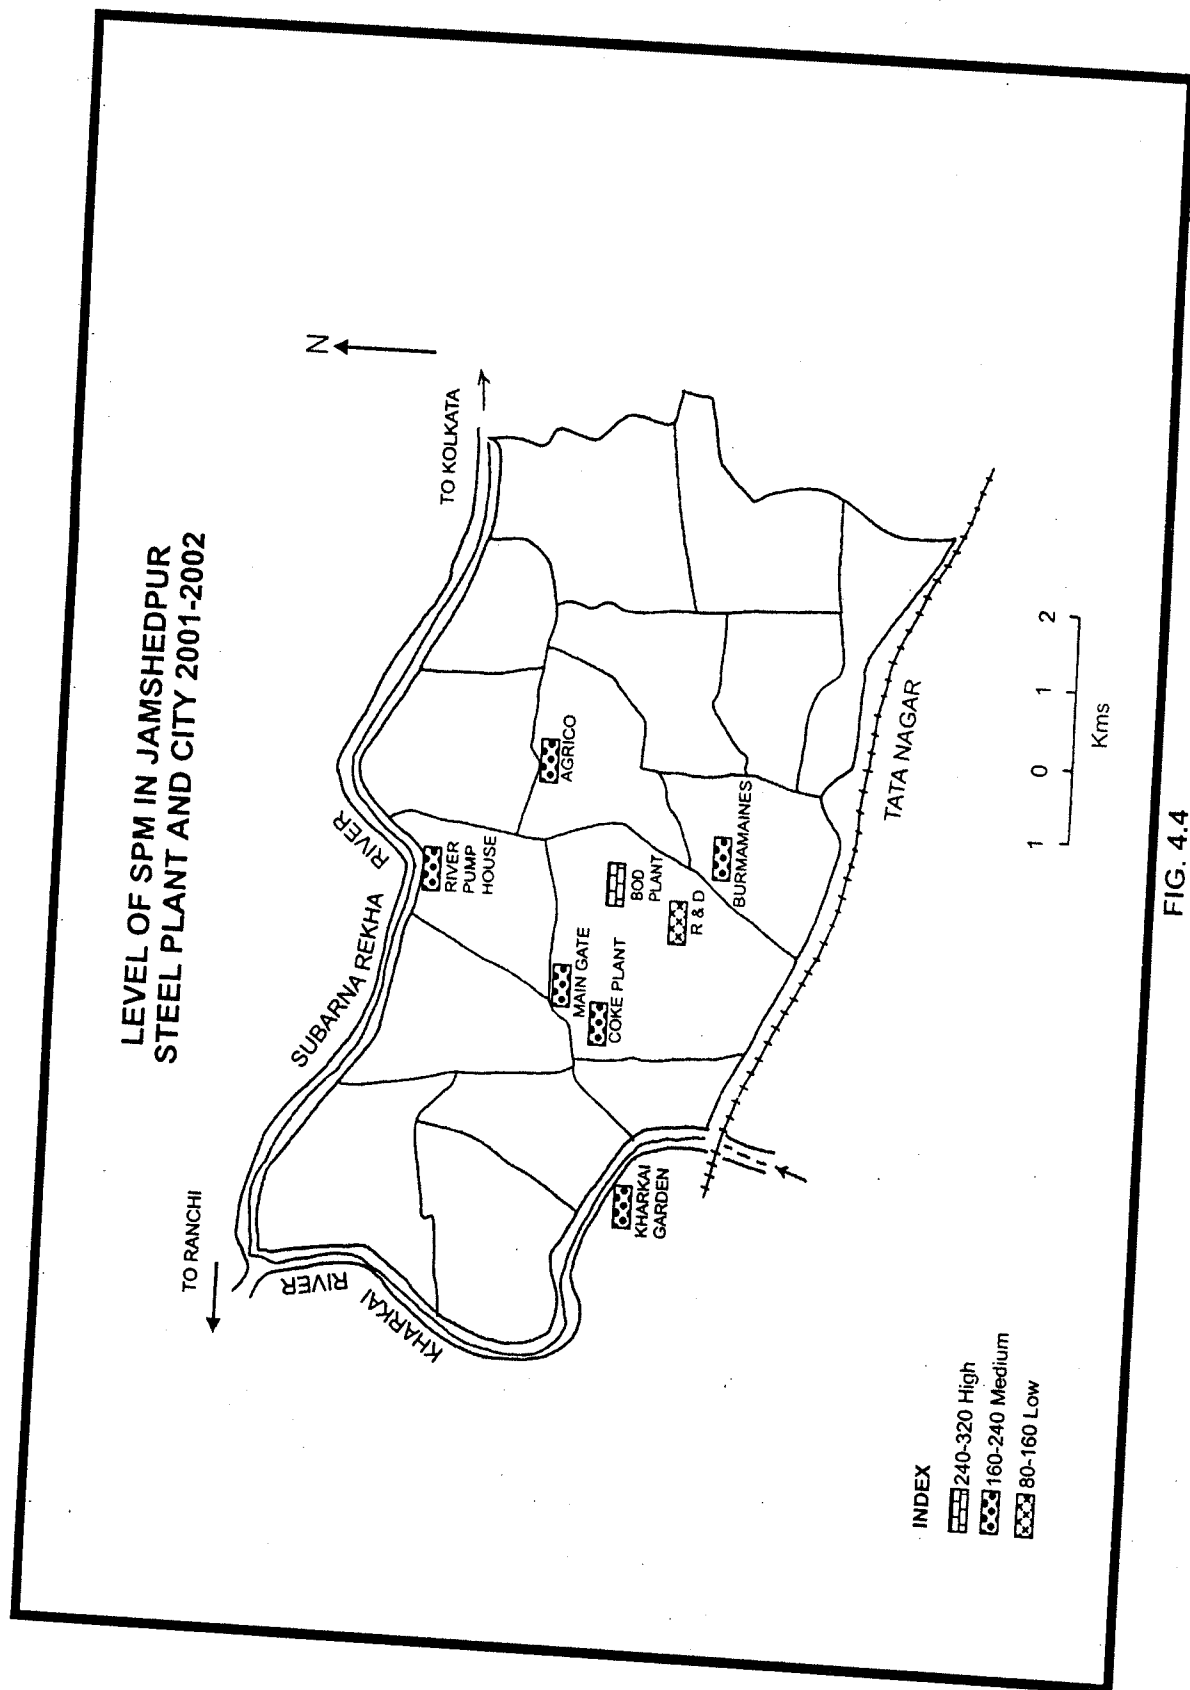 LEVEL OF SPM IN JAMSHEDPUR
STEEL PLANT AND CITY 2001-2002
TO RANCHI
SUBARNA REKHA
RIVER
TO KOLKATA
N
RIVER
KHARKAI
RIVER
PUMP
HOUSE
AGRICO
MAIN GATE
COKE PLANT
BOD
PLANT
R & D
BURMAMAINES
KHARKAI
GARDEN
TATA NAGAR
INDEX
240-320 High
160-240 Medium
80-160 Low
1 0 1 2
Kms
FIG. 4.4